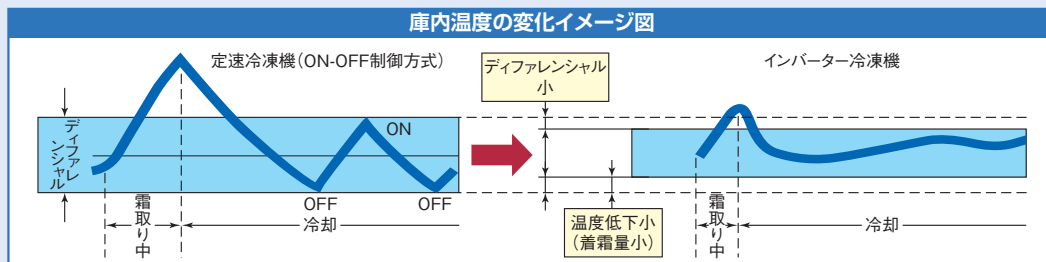 庫内温度の変化イメージ図
定速冷凍機(ON-OFF制御方式)
ディファレンシャル
ON
OFF
OFF
霜取り中
冷却
ディファレンシャル
小
温度低下小
(着霜量小)
インバーター冷凍機
霜取り中
冷却